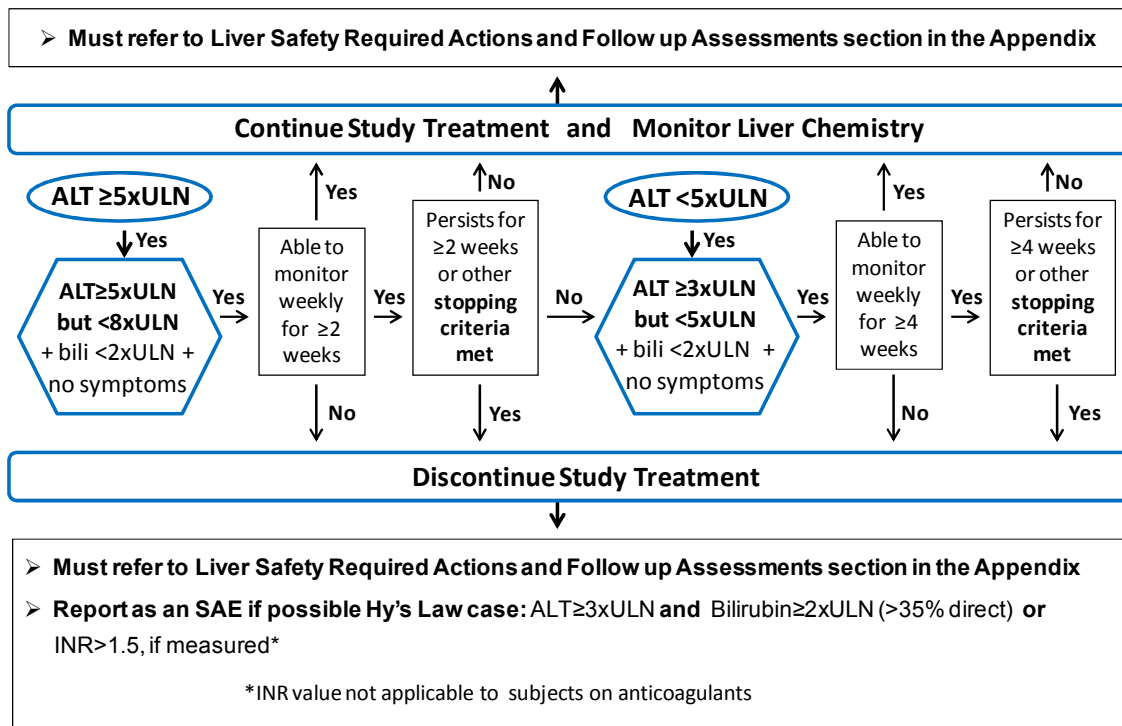 ➢ Must refer to Liver Safety Required Actions and Follow up Assessments section in the Appendix
Continue Study Treatment and Monitor Liver Chemistry
ALT ≥5xULN
Yes
ALT≥5xULN
but <8xULN
+ bili <2xULN +
no symptoms
Yes
Yes
Able to
monitor
weekly
for ≥2
weeks
No
Yes
No
Persists for
≥2 weeks
or other
stopping
criteria
met
Yes
No
ALT <5xULN
Yes
ALT ≥3xULN
but <5xULN
+ bili <2xULN +
no symptoms
Yes
Yes
Able to
monitor
weekly
for ≥4
weeks
No
Yes
No
Persists for
≥4 weeks
or other
stopping
criteria
met
Yes
Discontinue Study Treatment
➢ Must refer to Liver Safety Required Actions and Follow up Assessments section in the Appendix
➢ Report as an SAE if possible Hy's Law case: ALT≥3xULN and Bilirubin≥2xULN (>35% direct) or
INR>1.5, if measured*
*INR value not applicable to subjects on anticoagulants